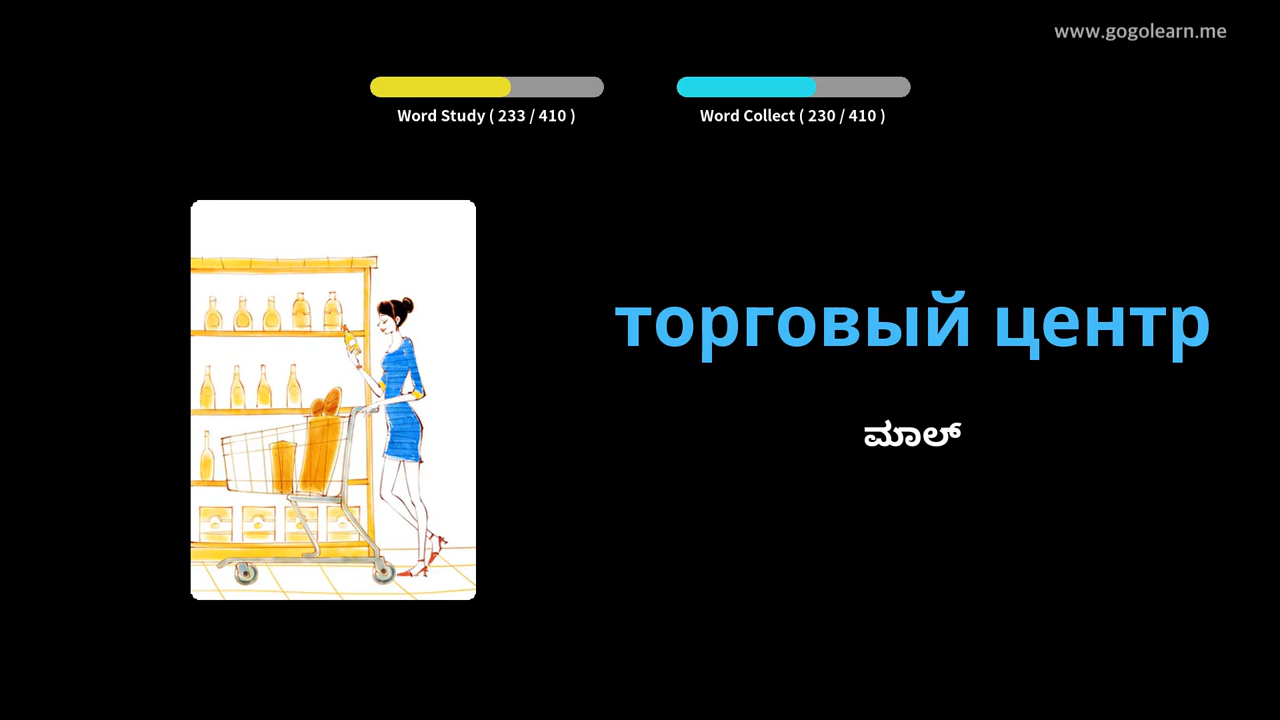 www.gogolearn.me
Word Study ( 233 / 410 )
Word Collect ( 230 / 410 )
торговый центр
ಮಾಲ್